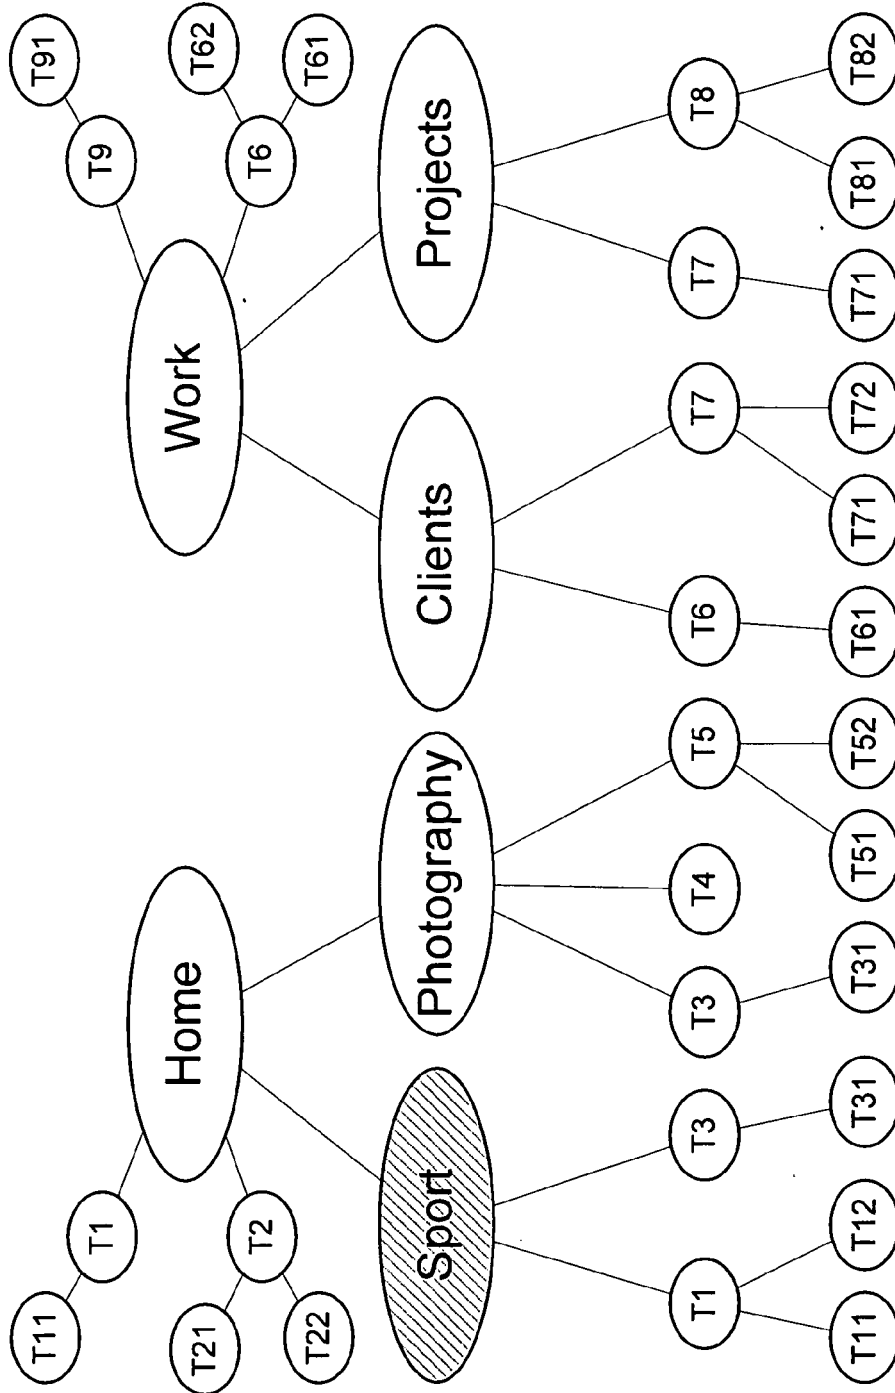 T11 T91
T1 T9
T21 Home Work T62
T2 T6
T22 T61
Sport Photography Clients Projects
T1 T3 T3 T4 T5 T6 T7 T7 T8
T11 T12 T31 T31 T51 T52 T61 T71 T72 T71 T81 T82